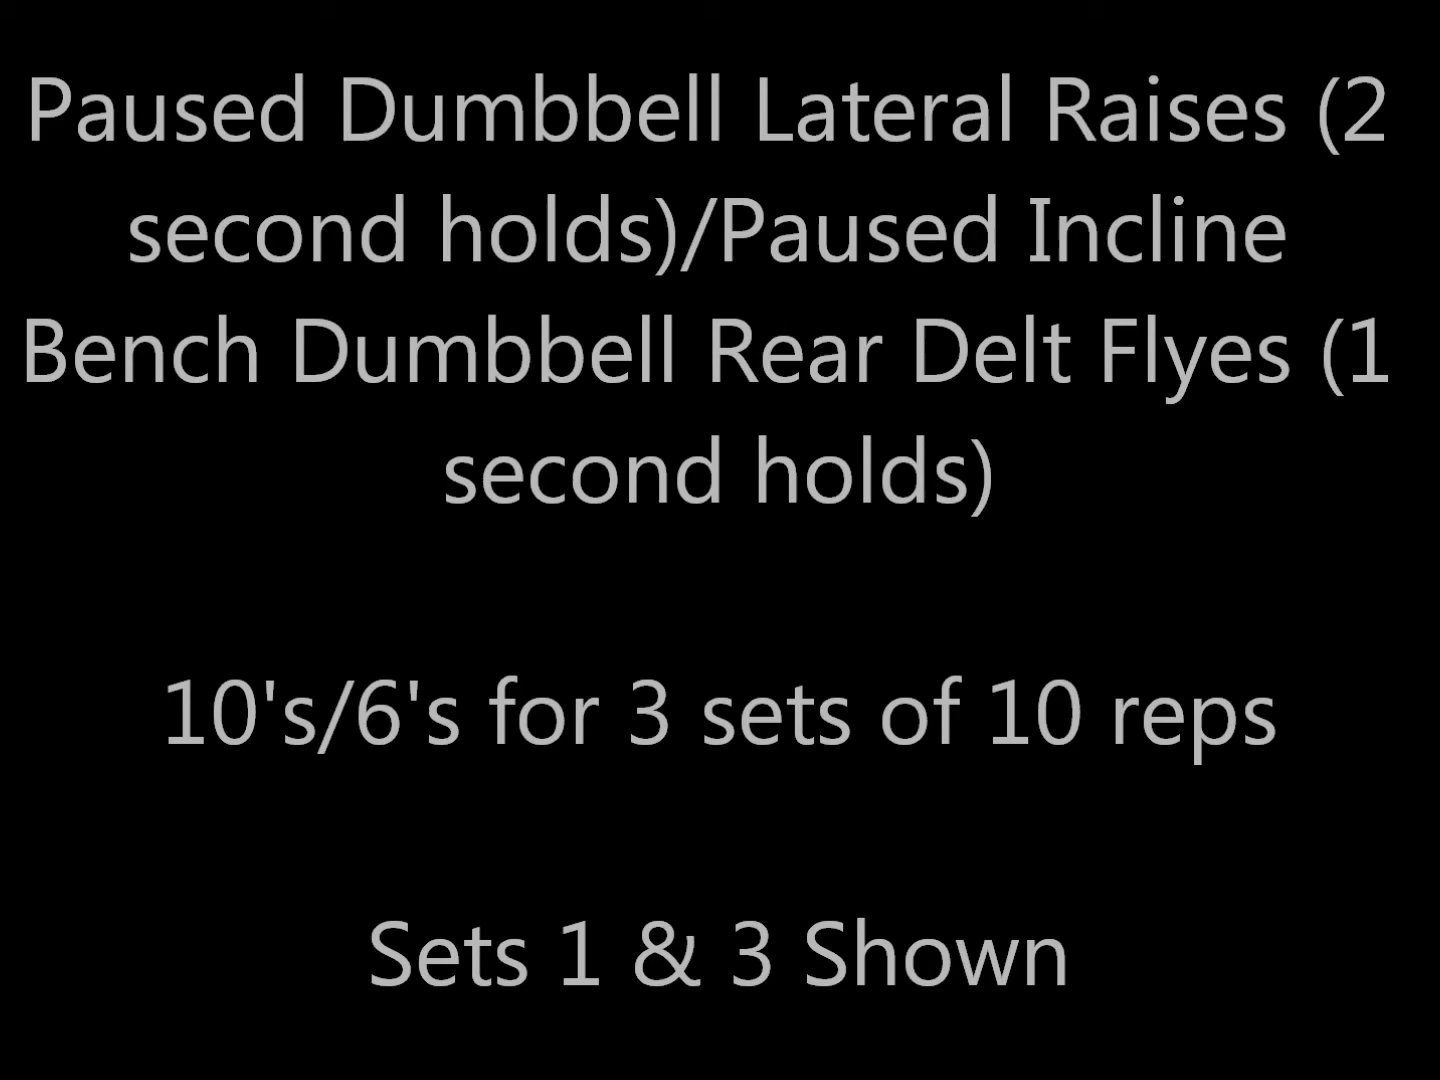 Paused Dumbbell Lateral Raises (2
second holds)/Paused Incline
Bench Dumbbell Rear Delt Flyes (1
second holds)
10's/6's for 3 sets of 10 reps
Sets 1 & 3 Shown